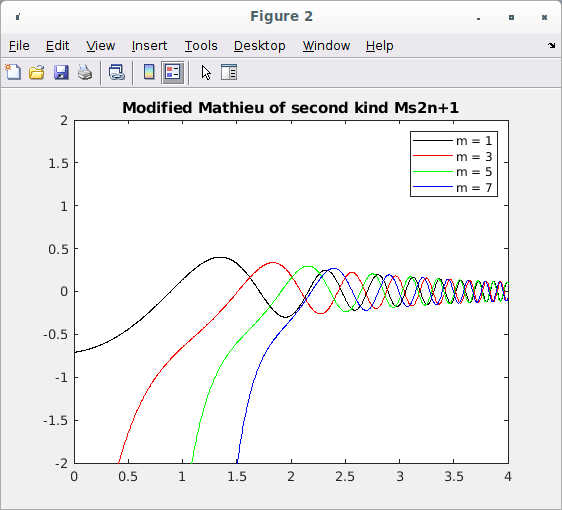 Figure 2
File Edit View Insert Tools Desktop Window Help
Modified Mathieu of second kind Ms2n+1
2
1.5
1
0.5
0
-0.5
-1
-1.5
-2
0 0.5 1 1.5 2 2.5 3 3.5 4
m = 1
m = 3
m = 5
m = 7